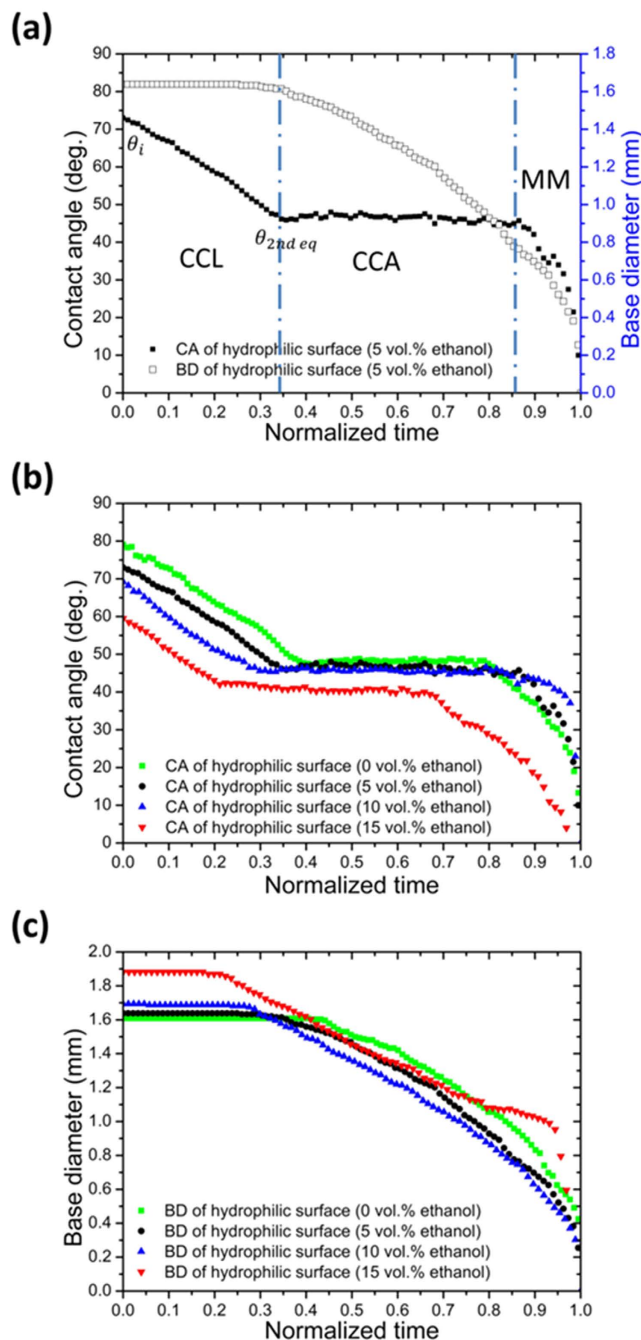 (a)
90
80
70
60
50
40
30
20
10
0
Contact angle (deg.)
1.8
1.6
1.4
1.2
1.0
0.8
0.6
0.4
0.2
0.0
Base diameter (mm)
θi
θ2nd eq
CCL
CCA
MM
CA of hydrophilic surface (5 vol.% ethanol)
BD of hydrophilic surface (5 vol.% ethanol)
0.0 0.1 0.2 0.3 0.4 0.5 0.6 0.7 0.8 0.9 1.0
Normalized time
(b)
90
80
70
60
50
40
30
20
10
0
Contact angle (deg.)
CA of hydrophilic surface (0 vol.% ethanol)
CA of hydrophilic surface (5 vol.% ethanol)
CA of hydrophilic surface (10 vol.% ethanol)
CA of hydrophilic surface (15 vol.% ethanol)
0.0 0.1 0.2 0.3 0.4 0.5 0.6 0.7 0.8 0.9 1.0
Normalized time
(c)
2.0
1.8
1.6
1.4
1.2
1.0
0.8
0.6
0.4
0.2
0.0
Base diameter (mm)
BD of hydrophilic surface (0 vol.% ethanol)
BD of hydrophilic surface (5 vol.% ethanol)
BD of hydrophilic surface (10 vol.% ethanol)
BD of hydrophilic surface (15 vol.% ethanol)
0.0 0.1 0.2 0.3 0.4 0.5 0.6 0.7 0.8 0.9 1.0
Normalized time